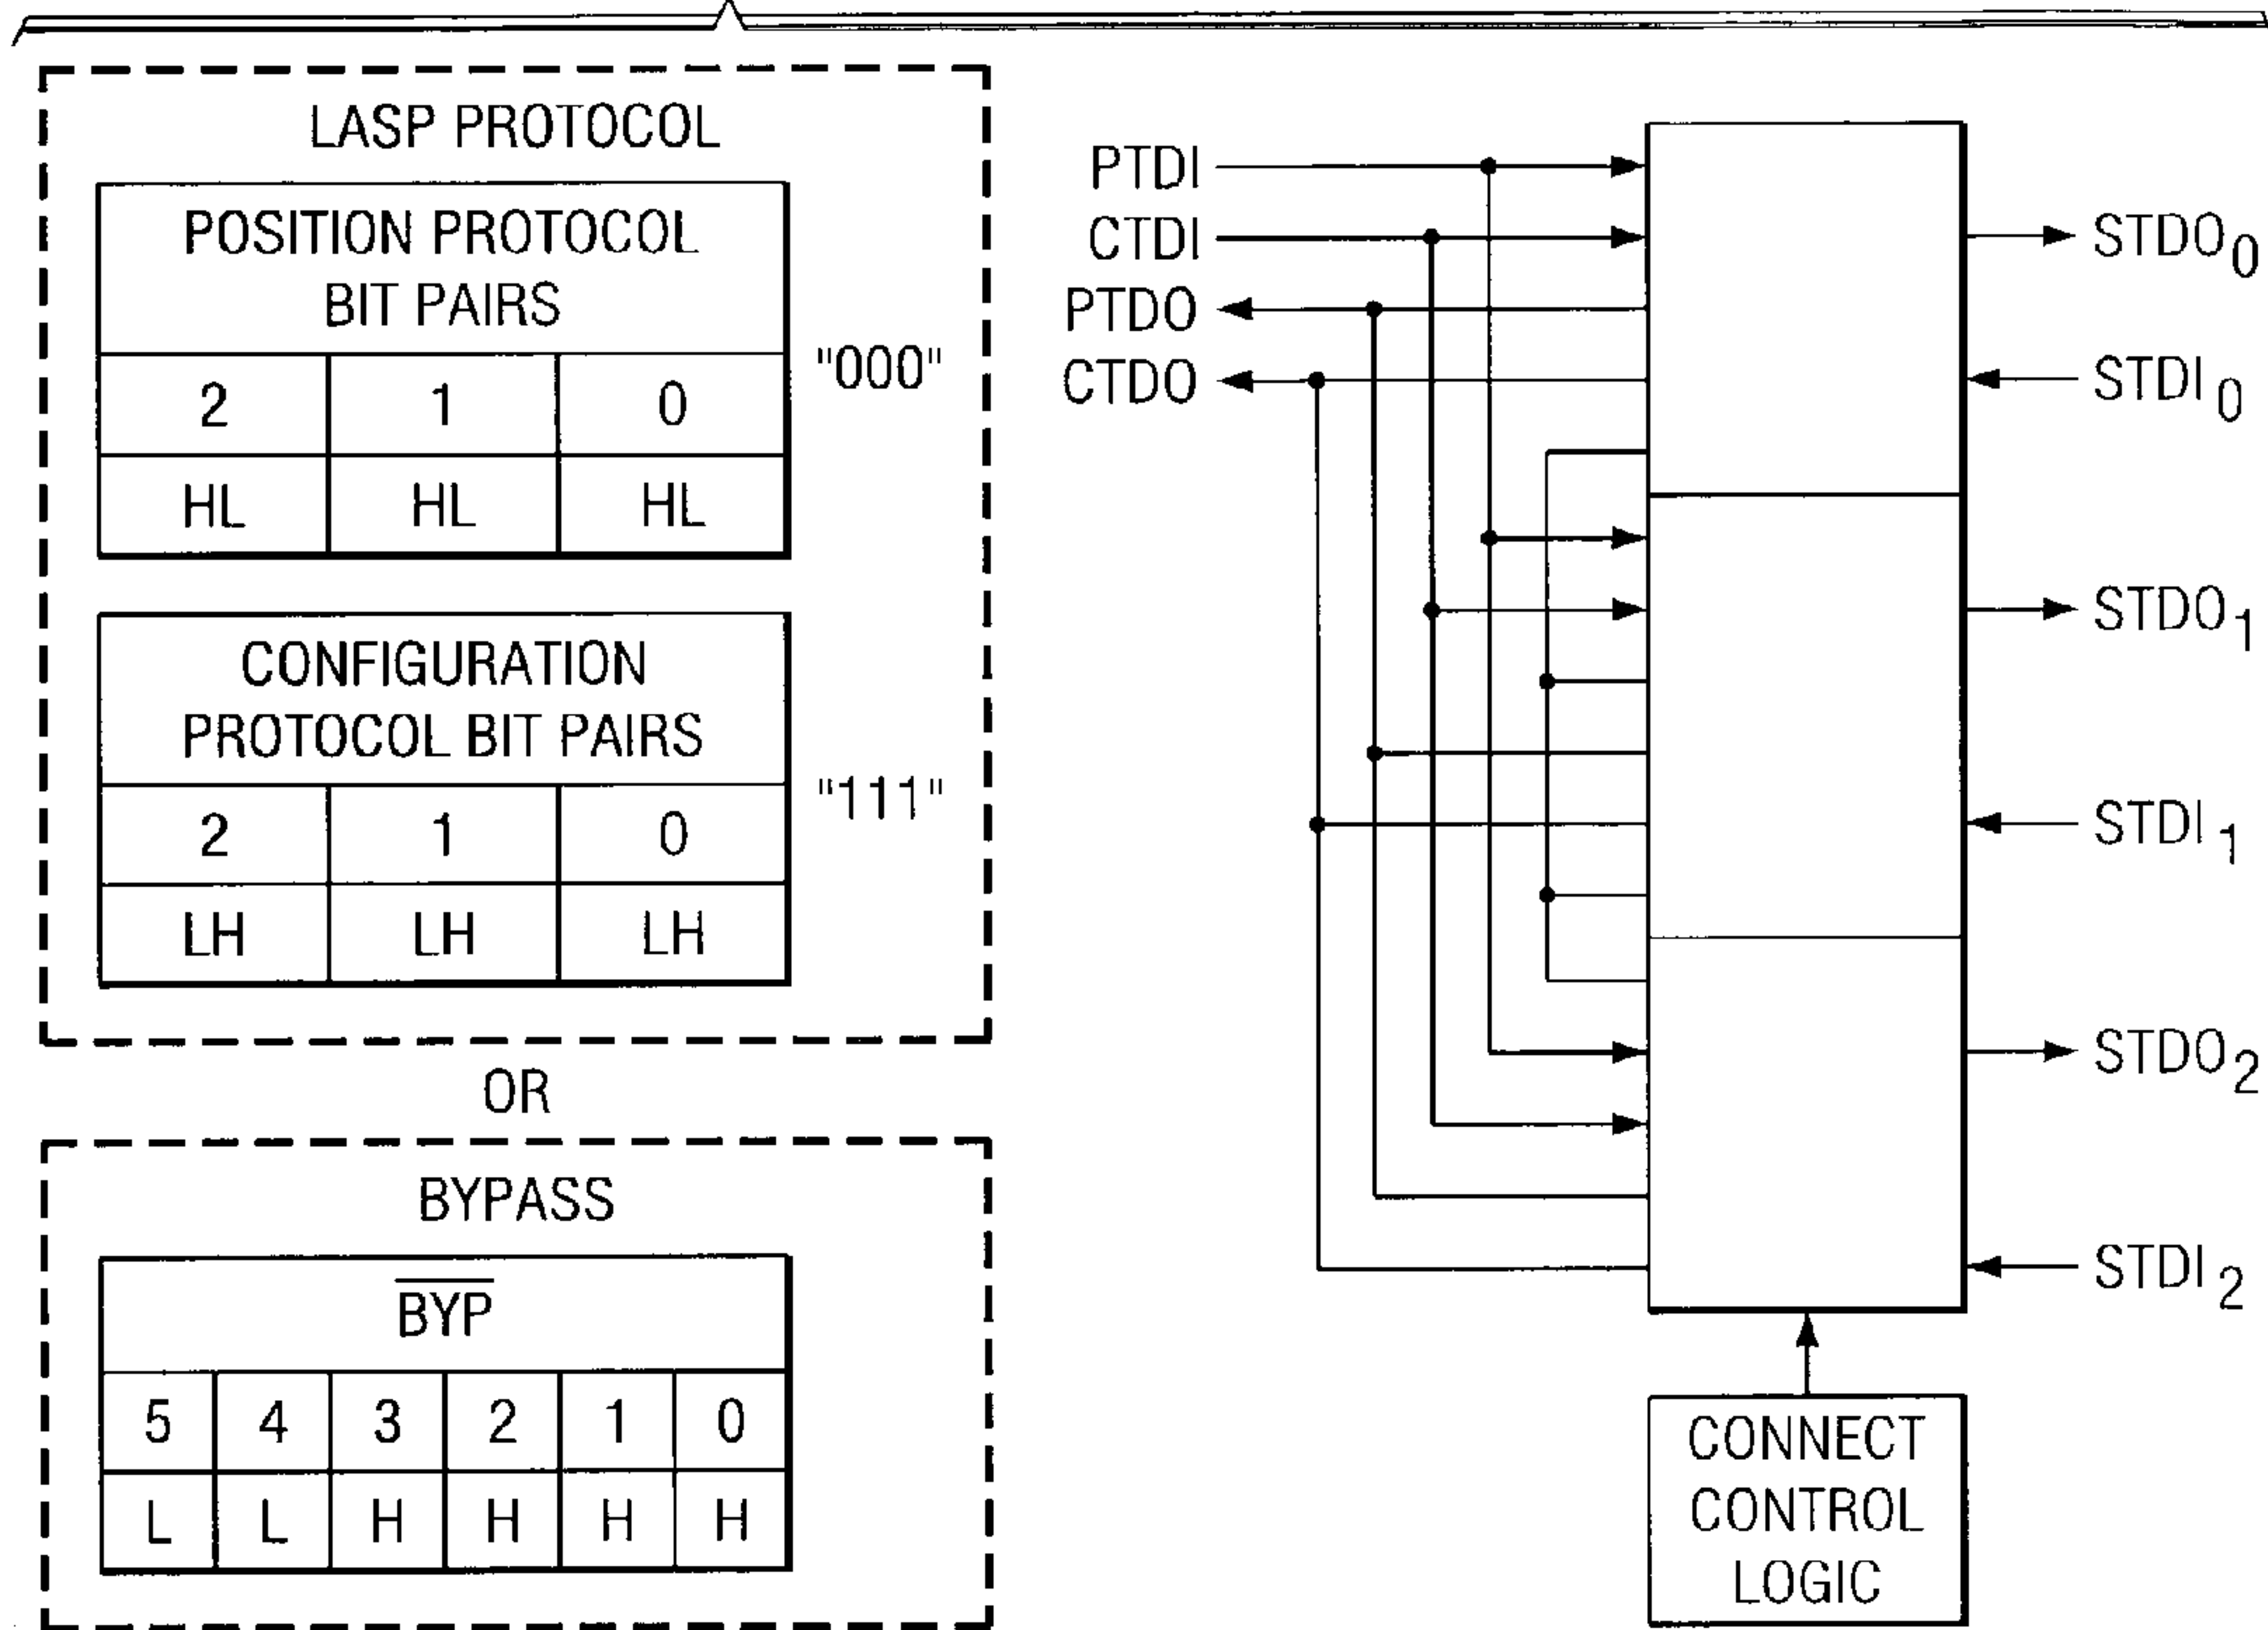 LASP PROTOCOL
POSITION PROTOCOL
BIT PAIRS
2 1 0
HL HL HL
"000"
CONFIGURATION
PROTOCOL BIT PAIRS
2 1 0
LH LH LH
"111"
OR
BYPASS
BYP
5 4 3 2 1 0
L L H H H H
PTDI
CTDI
PTDO
CTDO
STDO0
STDI0
STDO1
STDI1
STDO2
STDI2
CONNECT
CONTROL
LOGIC